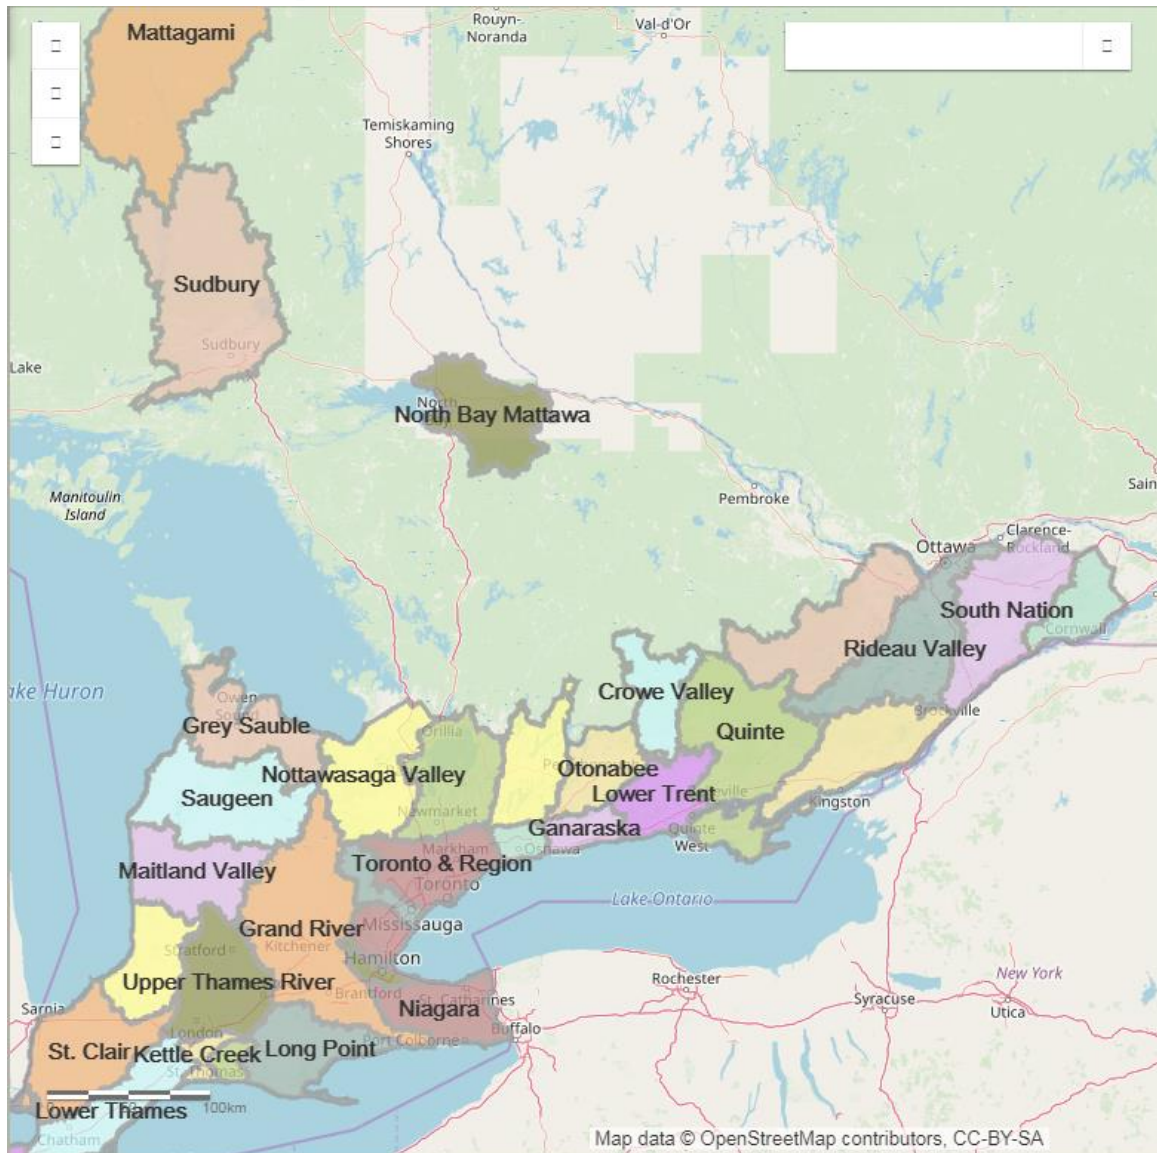 Mattagami
Rouyn-
Noranda
Val-d'Or
Temiskaming
Shores
Sudbury
Sudbury
Lake
North
North Bay Mattawa
Manitoulin
Island
Pembroke
Sain
Clarence-
Rockland
Ottawa
South Nation
Cornwall
Rideau Valley
Crowe Valley
ake Huron
Owen
Grey Sauble
Brockville
Quinte
Orillia
Nottawasaga Valley
Otonabee
Saugeen
Lower Trent
Kingston
Newmarket
Ganaraska
Quinte
West
Oshawa
Markham
Maitland Valley
Toronto & Region
Toronto
Lake Ontario
Grand River
Mississauga
Kitchener
Stratford
Hamilton
Upper Thames River
Brantford
St. Catharines
Rochester
New York
Syracuse
Utica
Sarnia
Niagara
Buffalo
London
Port Colborne
St. Clair
Kettle Creek
Long Point
St. Thomas
100km
Lower Thames
Chatham
Map data © OpenStreetMap contributors, CC-BY-SA